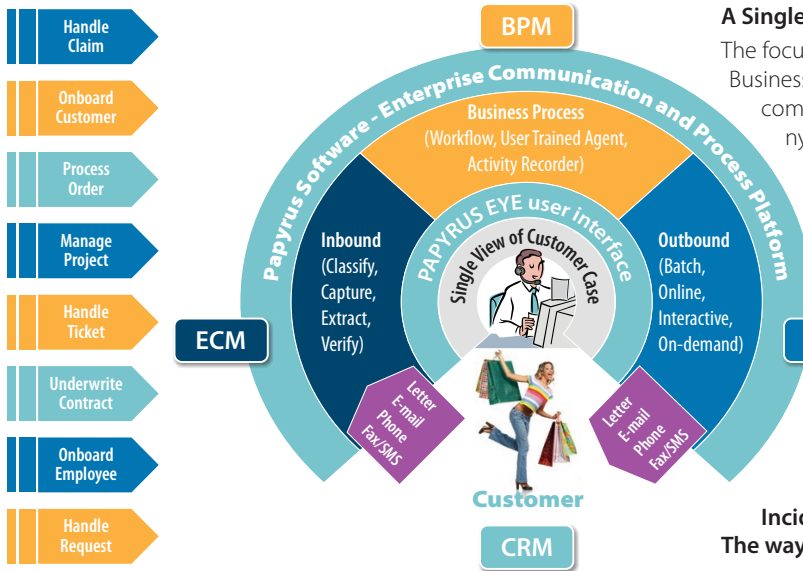 Handle
Claim
Onboard
Customer
Process
Order
Manage
Project
Handle
Ticket
Underwrite
Contract
Onboard
Employee
Handle
Request
BPM
Papyrus Software - Enterprise Communication and Process Platform
Business Process
(Workflow, User Trained Agent,
Activity Recorder)
PAPYRUS EYE user interface
Single View of Customer Case
Inbound
(Classify,
Capture,
Extract,
Verify)
Outbound
(Batch,
Online,
Interactive,
On-demand)
ECM
Letter
E-mail
Phone
Fax/SMS
Letter
E-mail
Phone
Fax/SMS
Customer
CRM
A Single
The focu
Business
com
ny
Incid
The way